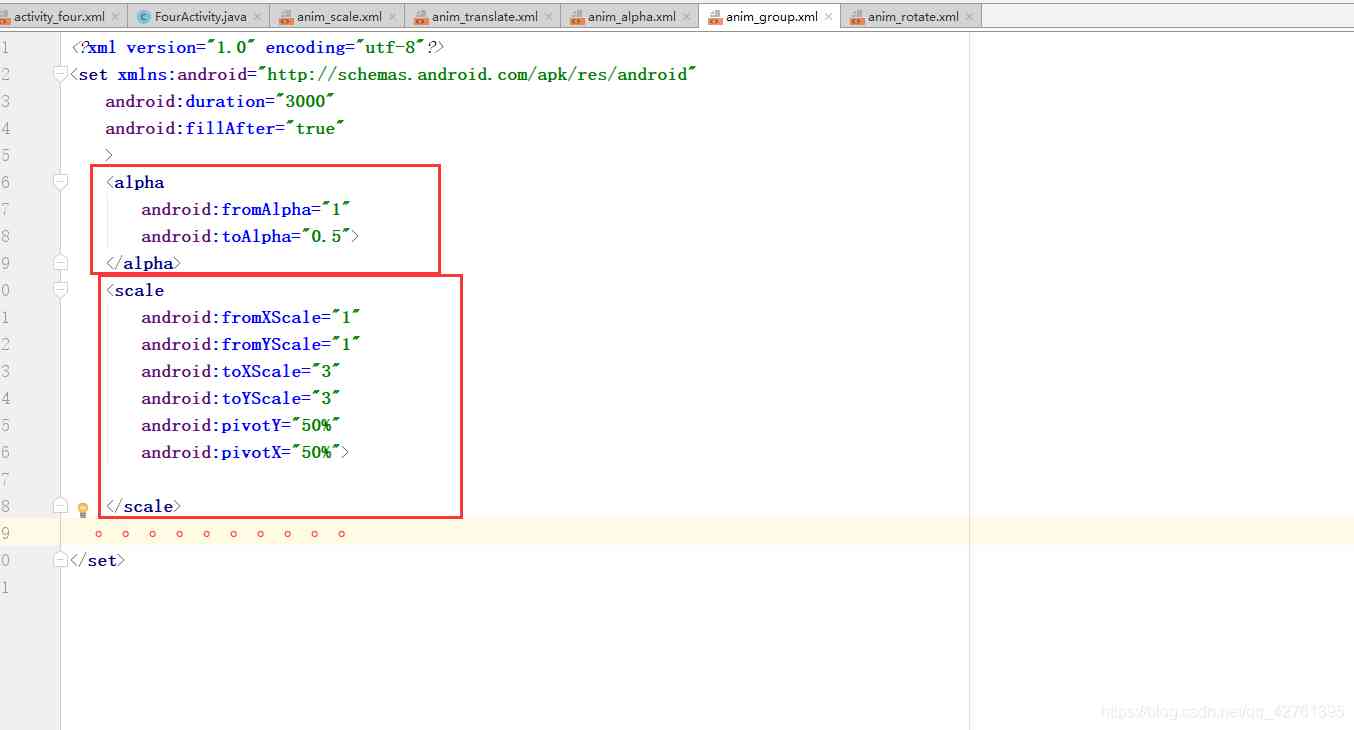 activity_four.xml FourActivity.java anim_scale.xml anim_translate.xml anim_alpha.xml anim_group.xml anim_rotate.xml
1 <?xml version="1.0" encoding="utf-8"?>
2 <set xmlns:android="http://schemas.android.com/apk/res/android"
3 android:duration="3000"
4 android:fillAfter="true"
5 >
6 <alpha
7 android:fromAlpha="1"
8 android:toAlpha="0.5">
9 </alpha>
0 <scale
1 android:fromXScale="1"
2 android:fromYScale="1"
3 android:toXScale="3"
4 android:toYScale="3"
5 android:pivotY="50%"
6 android:pivotX="50%">
7
8 </scale>
9 。。。。。。。。。。
0 </set>
1
https://blog.csdn.net/qq_42761395